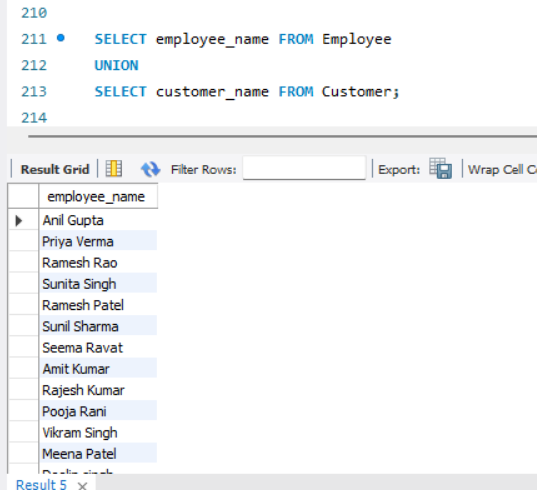 210
211 SELECT employee_name FROM Employee
212 UNION
213 SELECT customer_name FROM Customer;
214
Result Grid Filter Rows: Export: Wrap Cell
employee_name
Anil Gupta
Priya Verma
Ramesh Rao
Sunita Singh
Ramesh Patel
Sunil Sharma
Seema Ravat
Amit Kumar
Rajesh Kumar
Pooja Rani
Vikram Singh
Meena Patel
Result 5